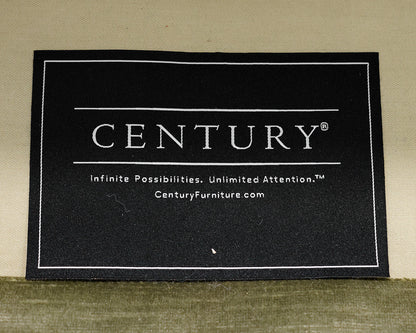 CENTURY®
Infinite Possibilities. Unlimited Attention.™
CenturyFurniture.com